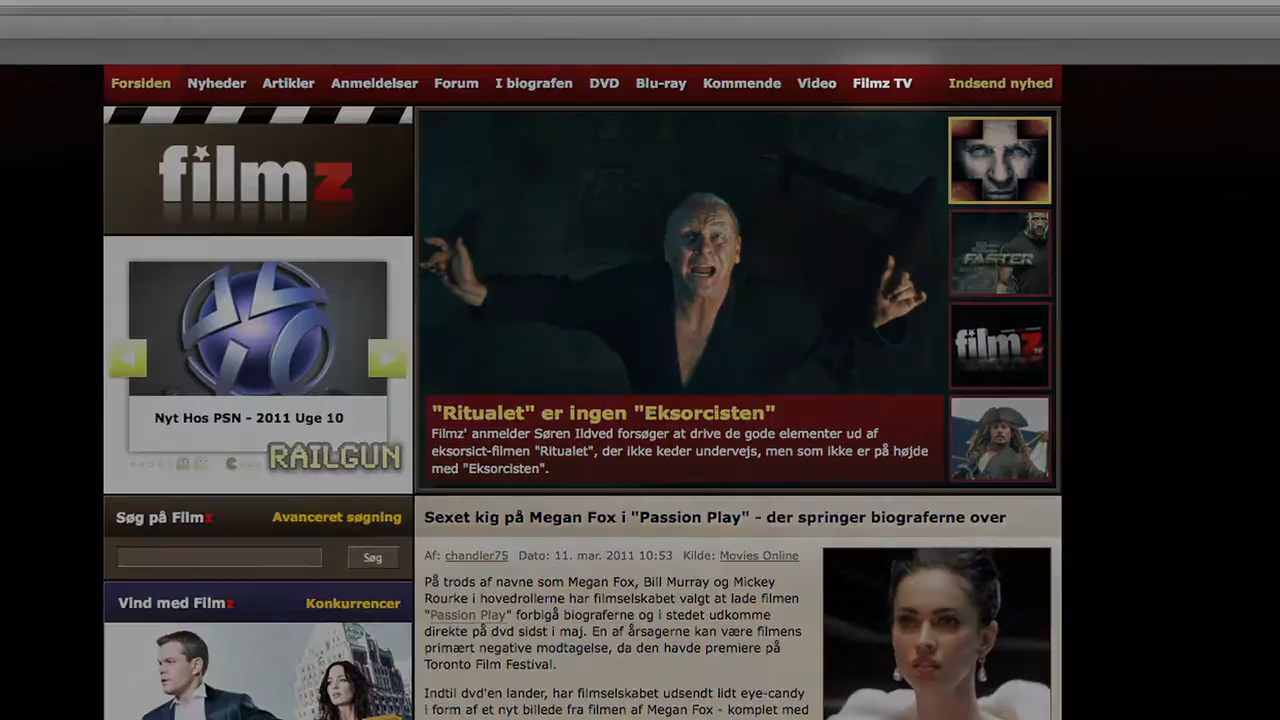 Forsiden Nyheder Artikler Anmeldelser Forum I biografen DVD Blu-ray Kommende Video Filmz TV Indsend nyhed
filmz
FASTER
filmz
Nyt Hos PSN - 2011 Uge 10
RAILGUN
"Ritualet" er ingen "Eksorcisten"
Filmz' anmelder Søren Ildved forsøger at drive de gode elementer ud af
eksorsict-filmen "Ritualet", der ikke keder undervejs, men som ikke er på højde
med "Eksorcisten".
Søg på Filmz Avanceret søgning
Søg
Vind med Filmz Konkurrencer
Sexet kig på Megan Fox i "Passion Play" - der springer biograferne over
Af: chandler75 Dato: 11. mar. 2011 10:53 Kilde: Movies Online
På trods af navne som Megan Fox, Bill Murray og Mickey
Rourke i hovedrollerne har filmselskabet valgt at lade filmen
"Passion Play" forbigå biograferne og i stedet udkomme
direkte på dvd sidst i maj. En af årsagerne kan være filmens
primært negative modtagelse, da den havde premiere på
Toronto Film Festival.
Indtil dvd'en lander, har filmselskabet udsendt lidt eye-candy
i form af et nyt billede fra filmen af Megan Fox - komplet med